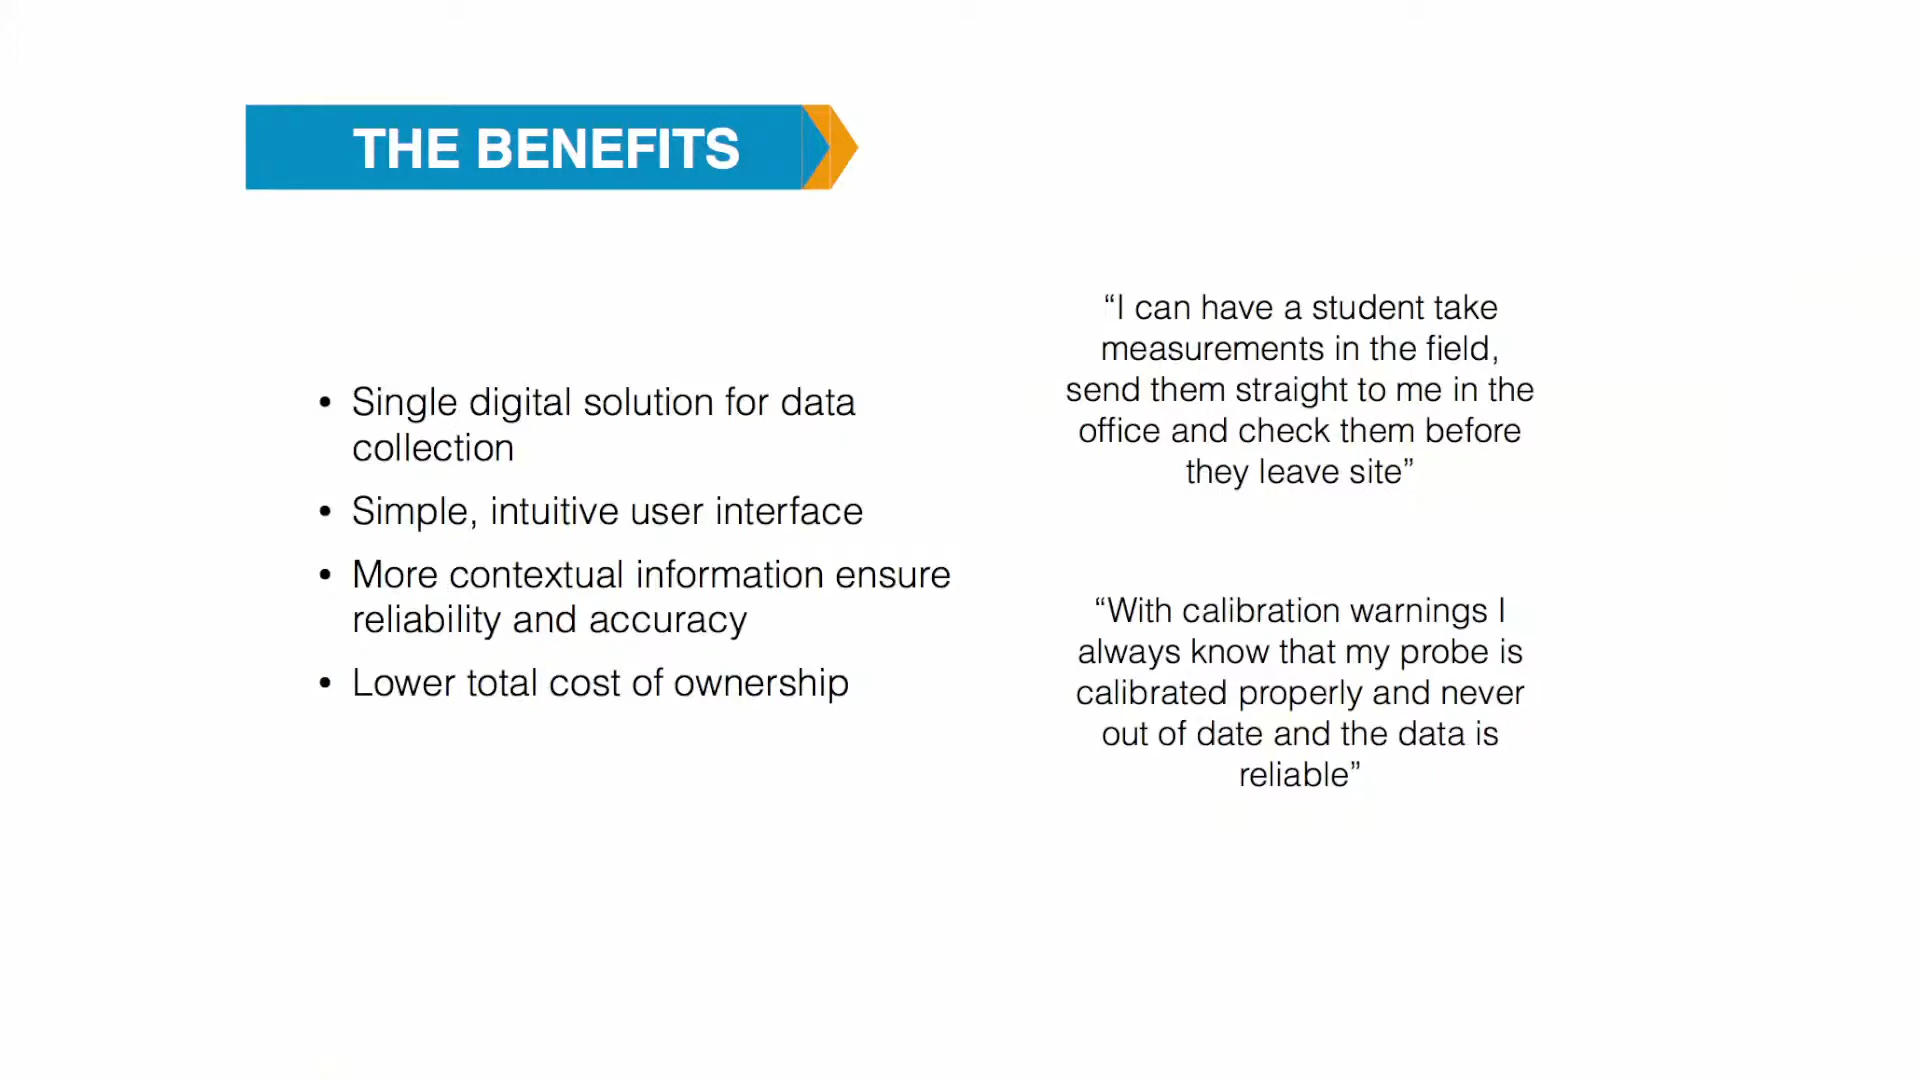 THE BENEFITS
• Single digital solution for data
collection
• Simple, intuitive user interface
• More contextual information ensure
reliability and accuracy
• Lower total cost of ownership
“I can have a student take
measurements in the field,
send them straight to me in the
office and check them before
they leave site”
“With calibration warnings I
always know that my probe is
calibrated properly and never
out of date and the data is
reliable”